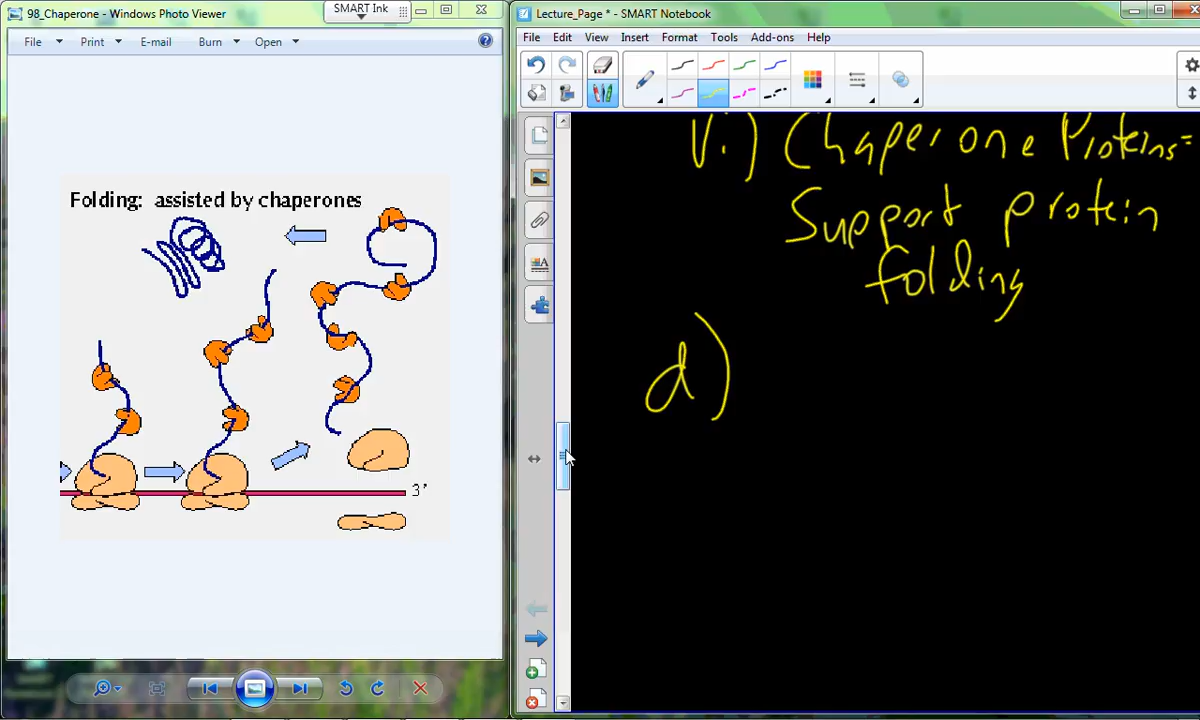 98_Chaperone - Windows Photo Viewer
SMART Ink
File Print E-mail Burn Open
Folding: assisted by chaperones
3'
Lecture_Page * - SMART Notebook
File Edit View Insert Format Tools Add-ons Help
V.) Chaperone Proteins=
Support protein
folding
d)